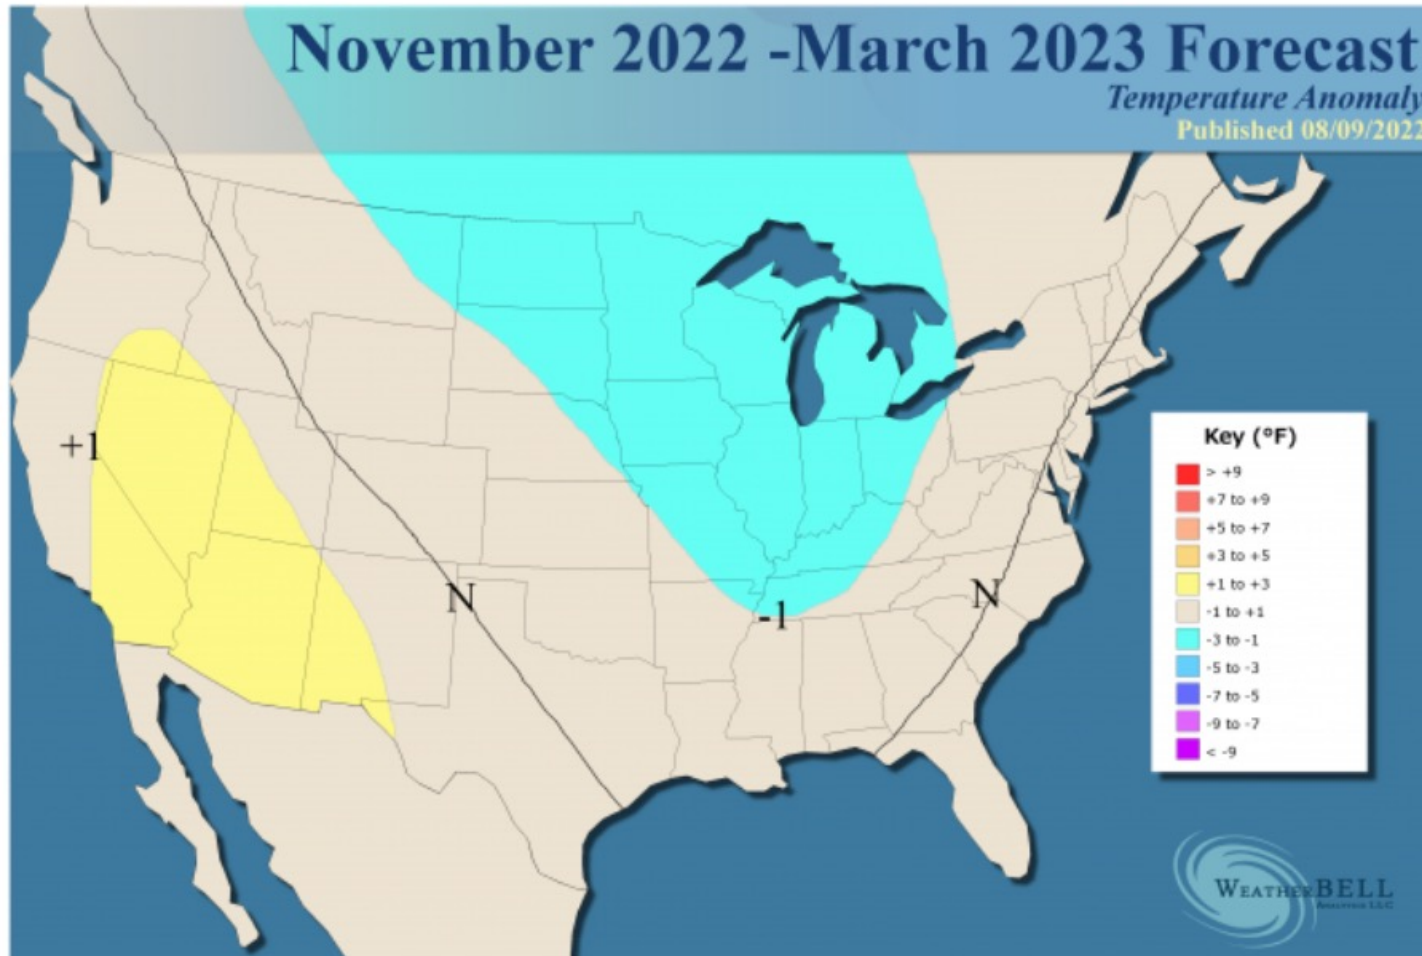 November 2022 -March 2023 Forecast
Temperature Anomaly
Published 08/09/2022
+1
N
-1
N
Key (°F)
> +9
+7 to +9
+5 to +7
+3 to +5
+1 to +3
-1 to +1
-3 to -1
-5 to -3
-7 to -5
-9 to -7
< -9
WEATHERBELL
ANALYTICS LLC